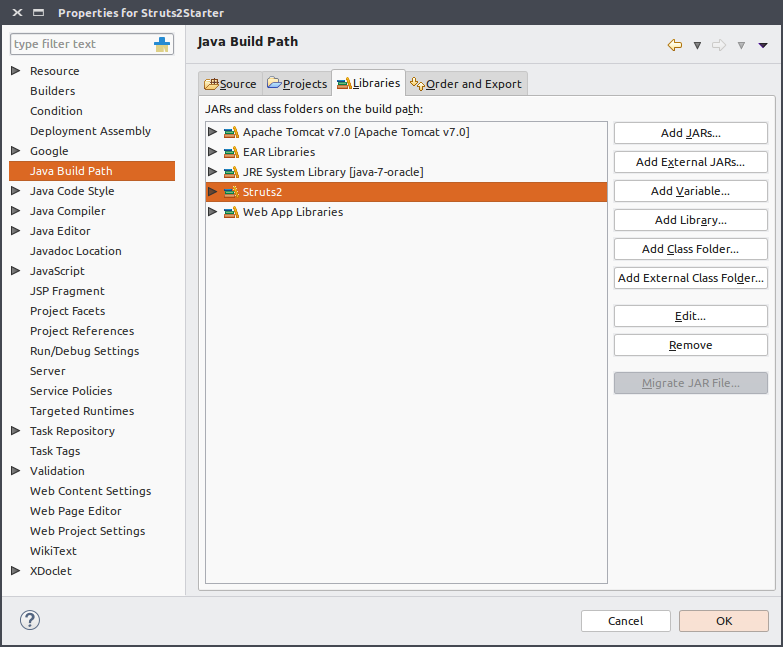 Properties for Struts2Starter
type filter text
Resource
Builders
Condition
Deployment Assembly
Google
Java Build Path
Java Code Style
Java Compiler
Java Editor
Javadoc Location
JavaScript
JSP Fragment
Project Facets
Project References
Run/Debug Settings
Server
Service Policies
Targeted Runtimes
Task Repository
Task Tags
Validation
Web Content Settings
Web Page Editor
Web Project Settings
WikiText
XDoclet
Java Build Path
Source Projects Libraries Order and Export
JARs and class folders on the build path:
Apache Tomcat v7.0 [Apache Tomcat v7.0]
EAR Libraries
JRE System Library [java-7-oracle]
Struts2
Web App Libraries
Add JARs...
Add External JARs...
Add Variable...
Add Library...
Add Class Folder...
Add External Class Folder...
Edit...
Remove
Migrate JAR File...
?
Cancel OK